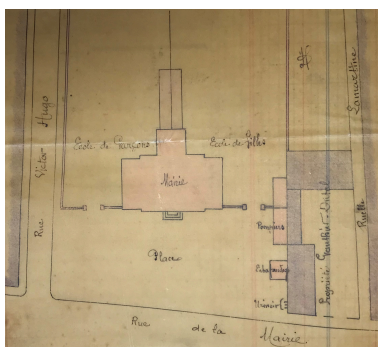 Rue Victor Hugo
École de Garçons
École de Filles
Mairie
Place
Pompiers
Urinoir
Propriété
Ruelle Lamartine
Rue de la Mairie